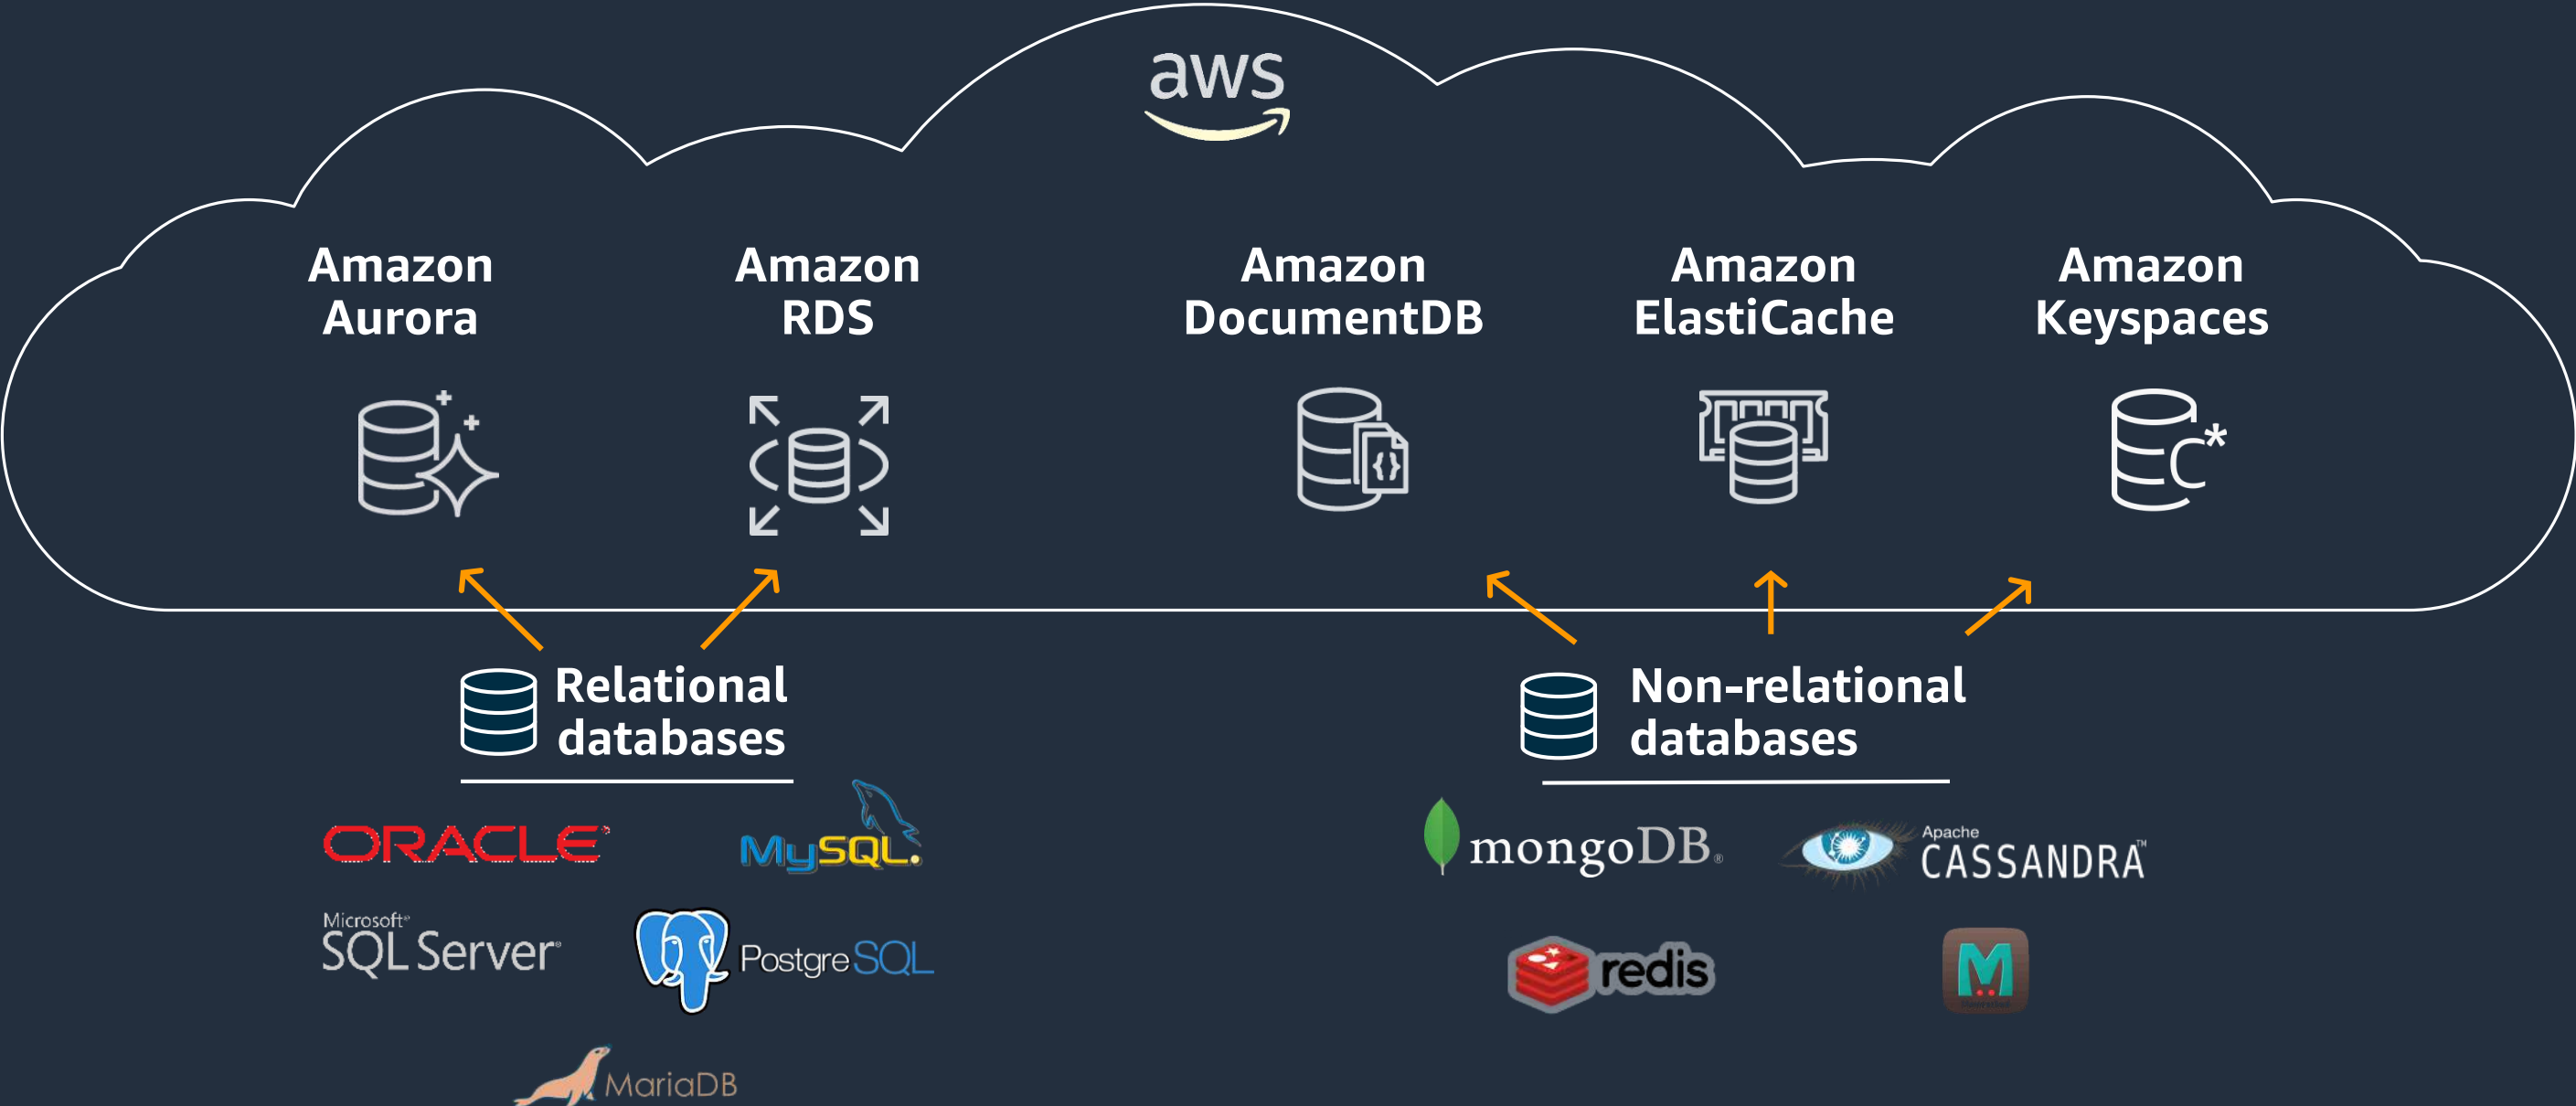 aws
Amazon
Aurora
Amazon
RDS
Amazon
DocumentDB
Amazon
ElastiCache
Amazon
Keyspaces
C*
Relational
databases
Non-relational
databases
ORACLE®
MySQL.
Microsoft®
SQL Server®
PostgreSQL
MariaDB
mongoDB®
Apache
CASSANDRA™
redis
M